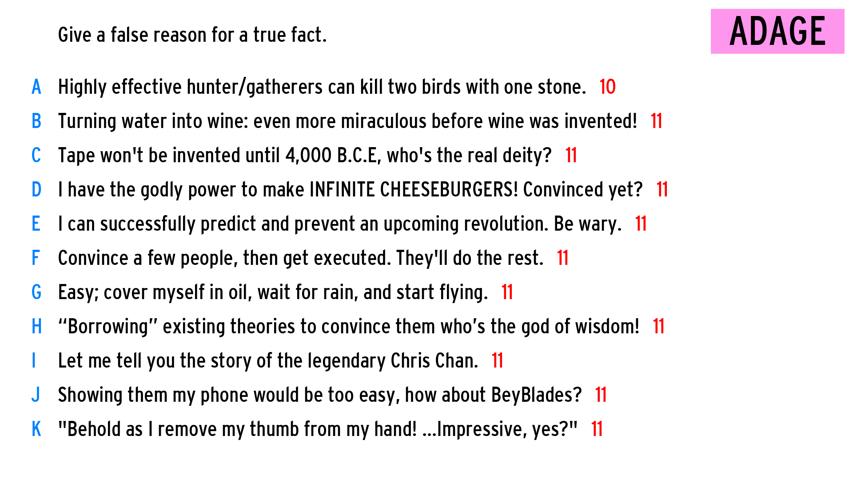 Give a false reason for a true fact.
ADAGE
A Highly effective hunter/gatherers can kill two birds with one stone. 10
B Turning water into wine: even more miraculous before wine was invented! 11
C Tape won't be invented until 4,000 B.C.E, who's the real deity? 11
D I have the godly power to make INFINITE CHEESEBURGERS! Convinced yet? 11
E I can successfully predict and prevent an upcoming revolution. Be wary. 11
F Convince a few people, then get executed. They'll do the rest. 11
G Easy; cover myself in oil, wait for rain, and start flying. 11
H “Borrowing” existing theories to convince them who’s the god of wisdom! 11
I Let me tell you the story of the legendary Chris Chan. 11
J Showing them my phone would be too easy, how about BeyBlades? 11
K "Behold as I remove my thumb from my hand! ...Impressive, yes?" 11